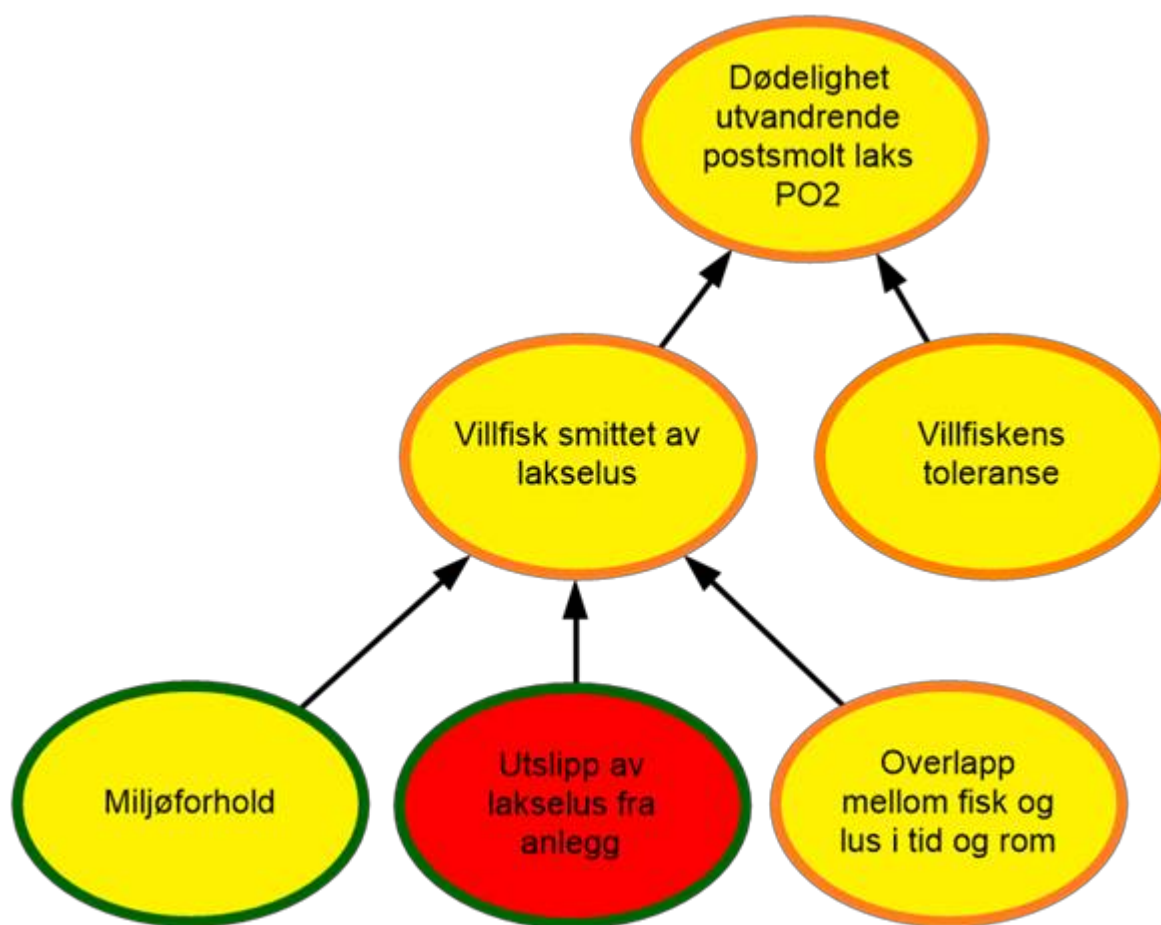 Dødelighet
utvandrende
postsmolt laks
PO2
Villfisk smittet av
lakselus
Villfiskens
toleranse
Miljøforhold
Utslipp av
lakselus fra
anlegg
Overlapp
mellom fisk og
lus i tid og rom